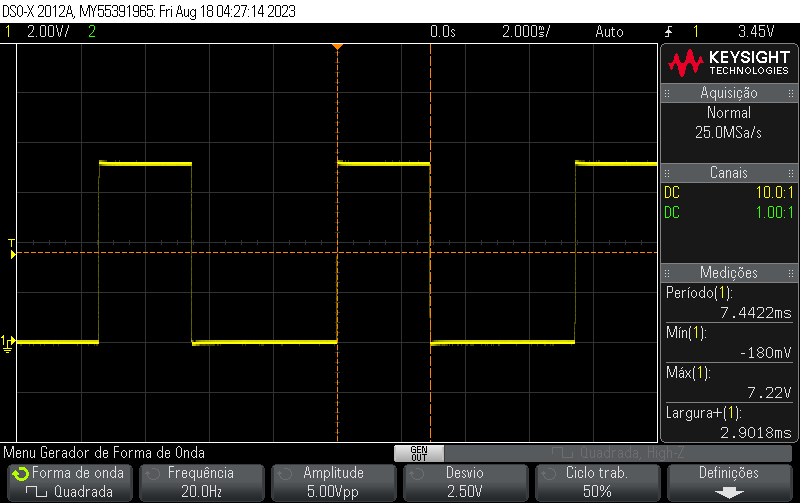 DSO-X 2012A, MY55391965: Fri Aug 18 04:27:14 2023
1 2.00V/ 2 0.0s 2.000ms/ Auto 1 3.45V
KEYSIGHT
TECHNOLOGIES
Aquisição
Normal
25.0MSa/s
Canais
DC 10.0:1
DC 1.00:1
T
Medições
Período(1):
7.4422ms
Mín(1):
-180mV
1
Máx(1):
7.22V
Largura+(1):
2.9018ms
Menu Gerador de Forma de Onda
GEN
OUT
Quadrada, High-Z
Forma de onda
Quadrada
Frequência
20.0Hz
Amplitude
5.00Vpp
Desvio
2.50V
Ciclo trab.
50%
Definições